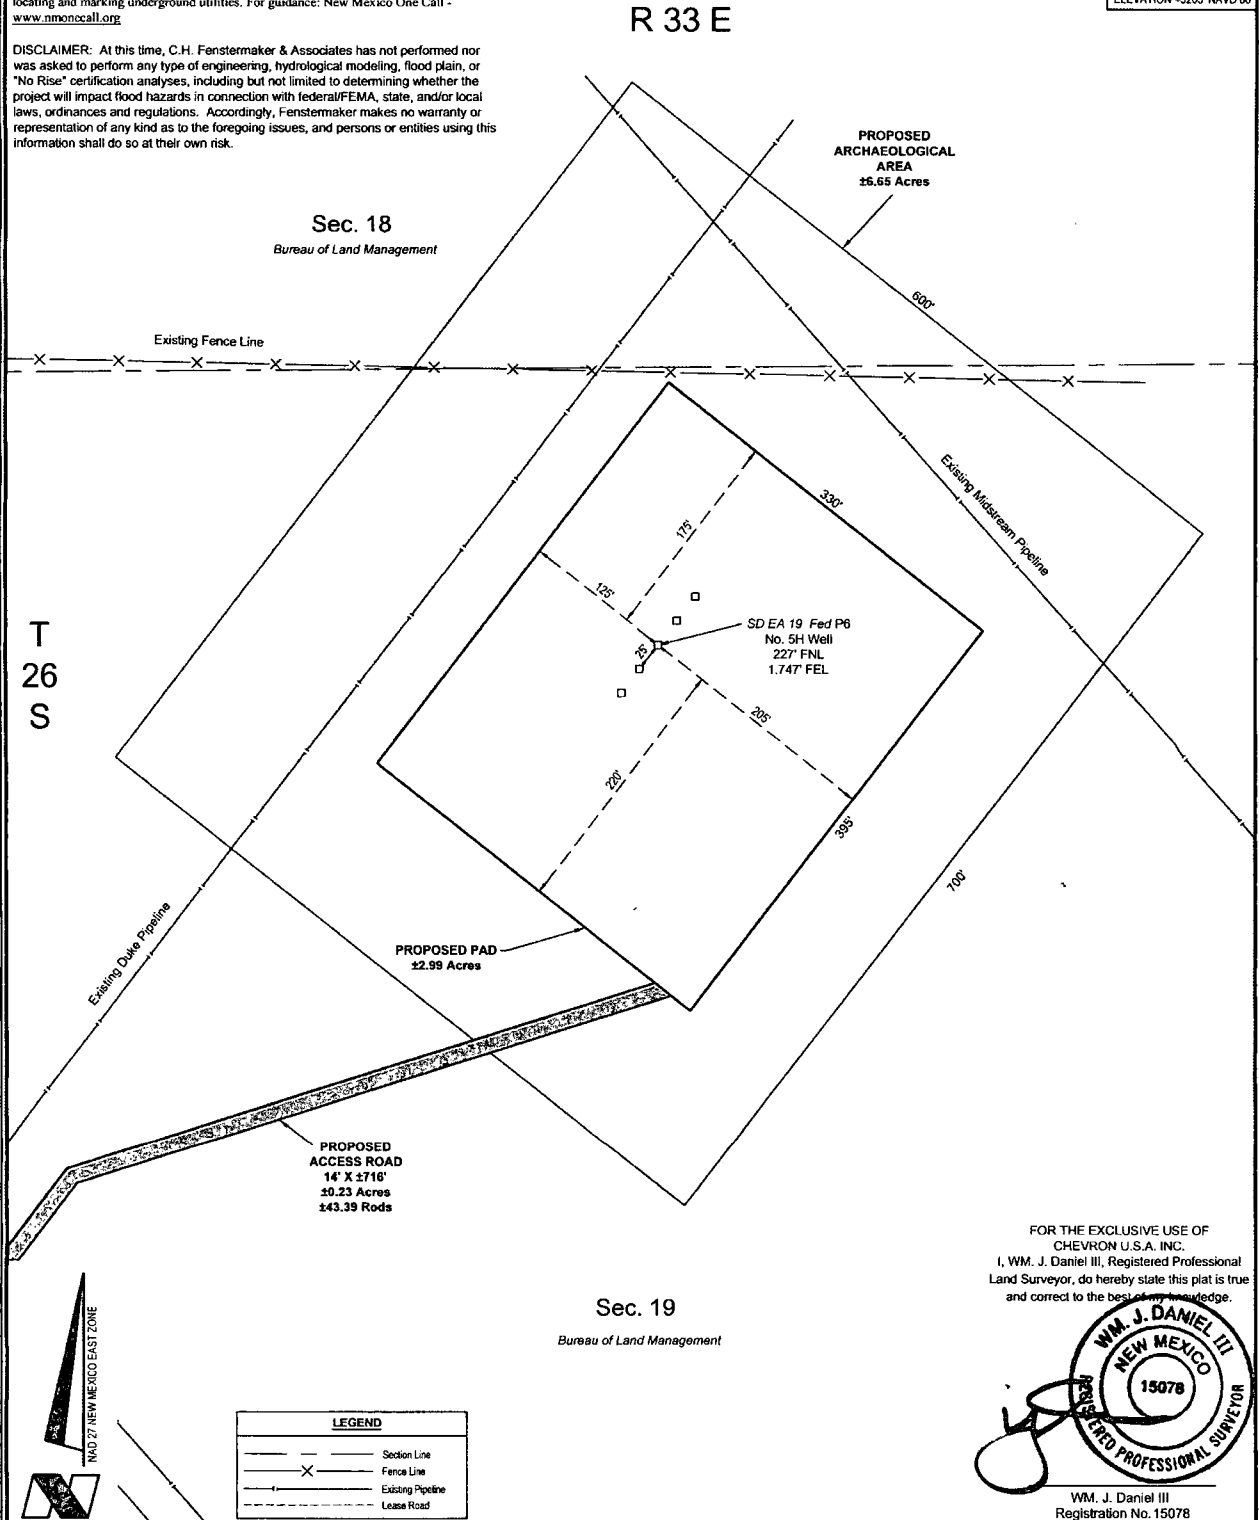 locating and marking underground utilities. For guidance: New Mexico One Call -
www.nmonecall.org
DISCLAIMER: At this time, C.H. Fenstermaker & Associates has not performed nor
was asked to perform any type of engineering, hydrological modeling, flood plain, or
"No Rise" certification analyses, including but not limited to determining whether the
project will impact flood hazards in connection with federal/FEMA, state, and/or local
laws, ordinances and regulations. Accordingly, Fenstermaker makes no warranty or
representation of any kind as to the foregoing issues, and persons or entities using this
information shall do so at their own risk.
R 33 E
PROPOSED
ARCHAEOLOGICAL
AREA
±6.65 Acres
Sec. 18
Bureau of Land Management
600'
Existing Fence Line
Existing Midstream Pipeline
330'
175'
125'
SD EA 19 Fed P6
No. 5H Well
227' FNL
1.747' FEL
25'
T
26
S
205'
220'
395'
700'
Existing Duke Pipeline
PROPOSED PAD
±2.99 Acres
PROPOSED
ACCESS ROAD
14' X ±716'
±0.23 Acres
±43.39 Rods
Sec. 19
Bureau of Land Management
FOR THE EXCLUSIVE USE OF
CHEVRON U.S.A. INC.
I, WM. J. Daniel III, Registered Professional
Land Surveyor, do hereby state this plat is true
and correct to the best of my knowledge.
WM. J. DANIEL III
NEW MEXICO
15078
REGISTERED PROFESSIONAL SURVEYOR
WM. J. Daniel III
Registration No. 15078
NAD 27 NEW MEXICO EAST ZONE
LEGEND
Section Line
Fence Line
Existing Pipeline
Lease Road